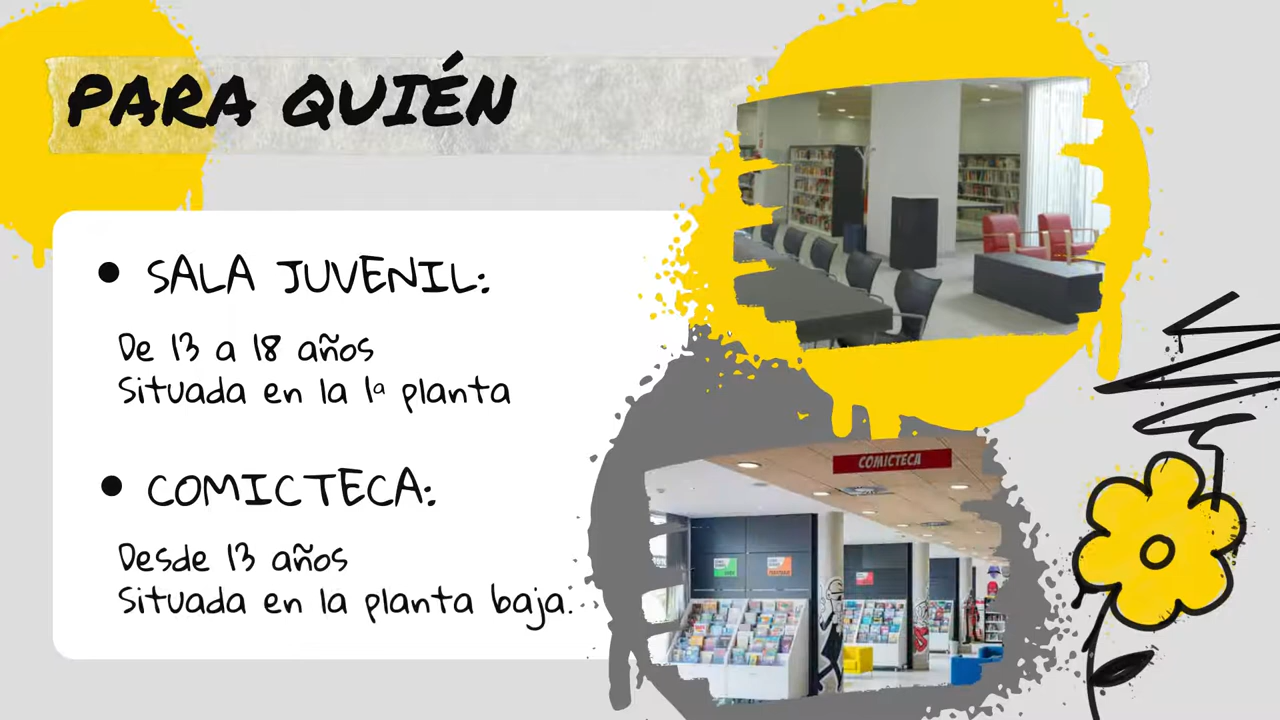 PARA QUIÉN
• SALA JUVENIL:
De 13 a 18 años
Situada en la 1ª planta
• COMICTECA:
Desde 13 años
Situada en la planta baja.
COMICTECA